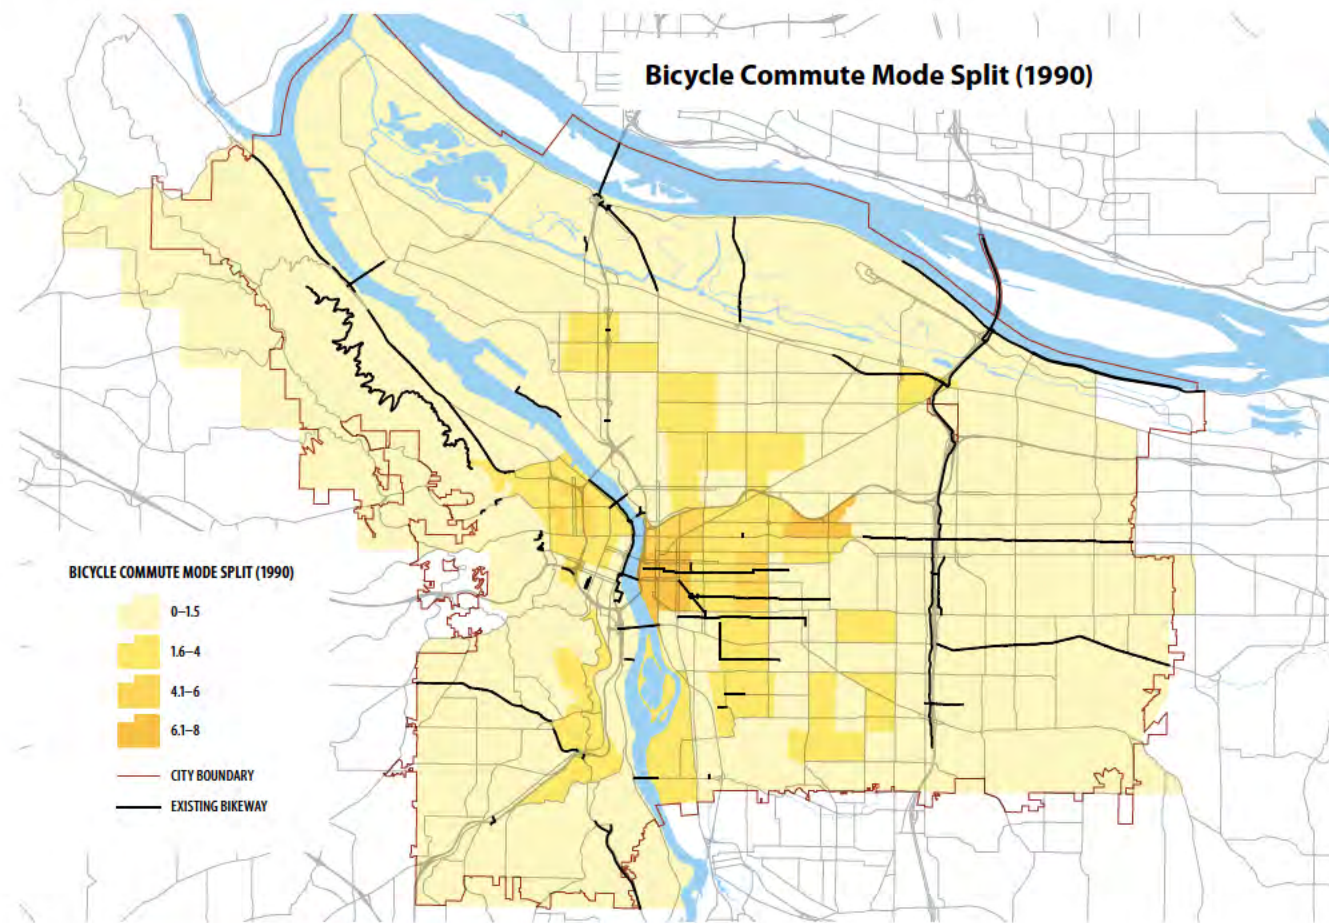 Bicycle Commute Mode Split (1990)
BICYCLE COMMUTE MODE SPLIT (1990)
0–1.5
1.6–4
4.1–6
6.1–8
CITY BOUNDARY
EXISTING BIKEWAY